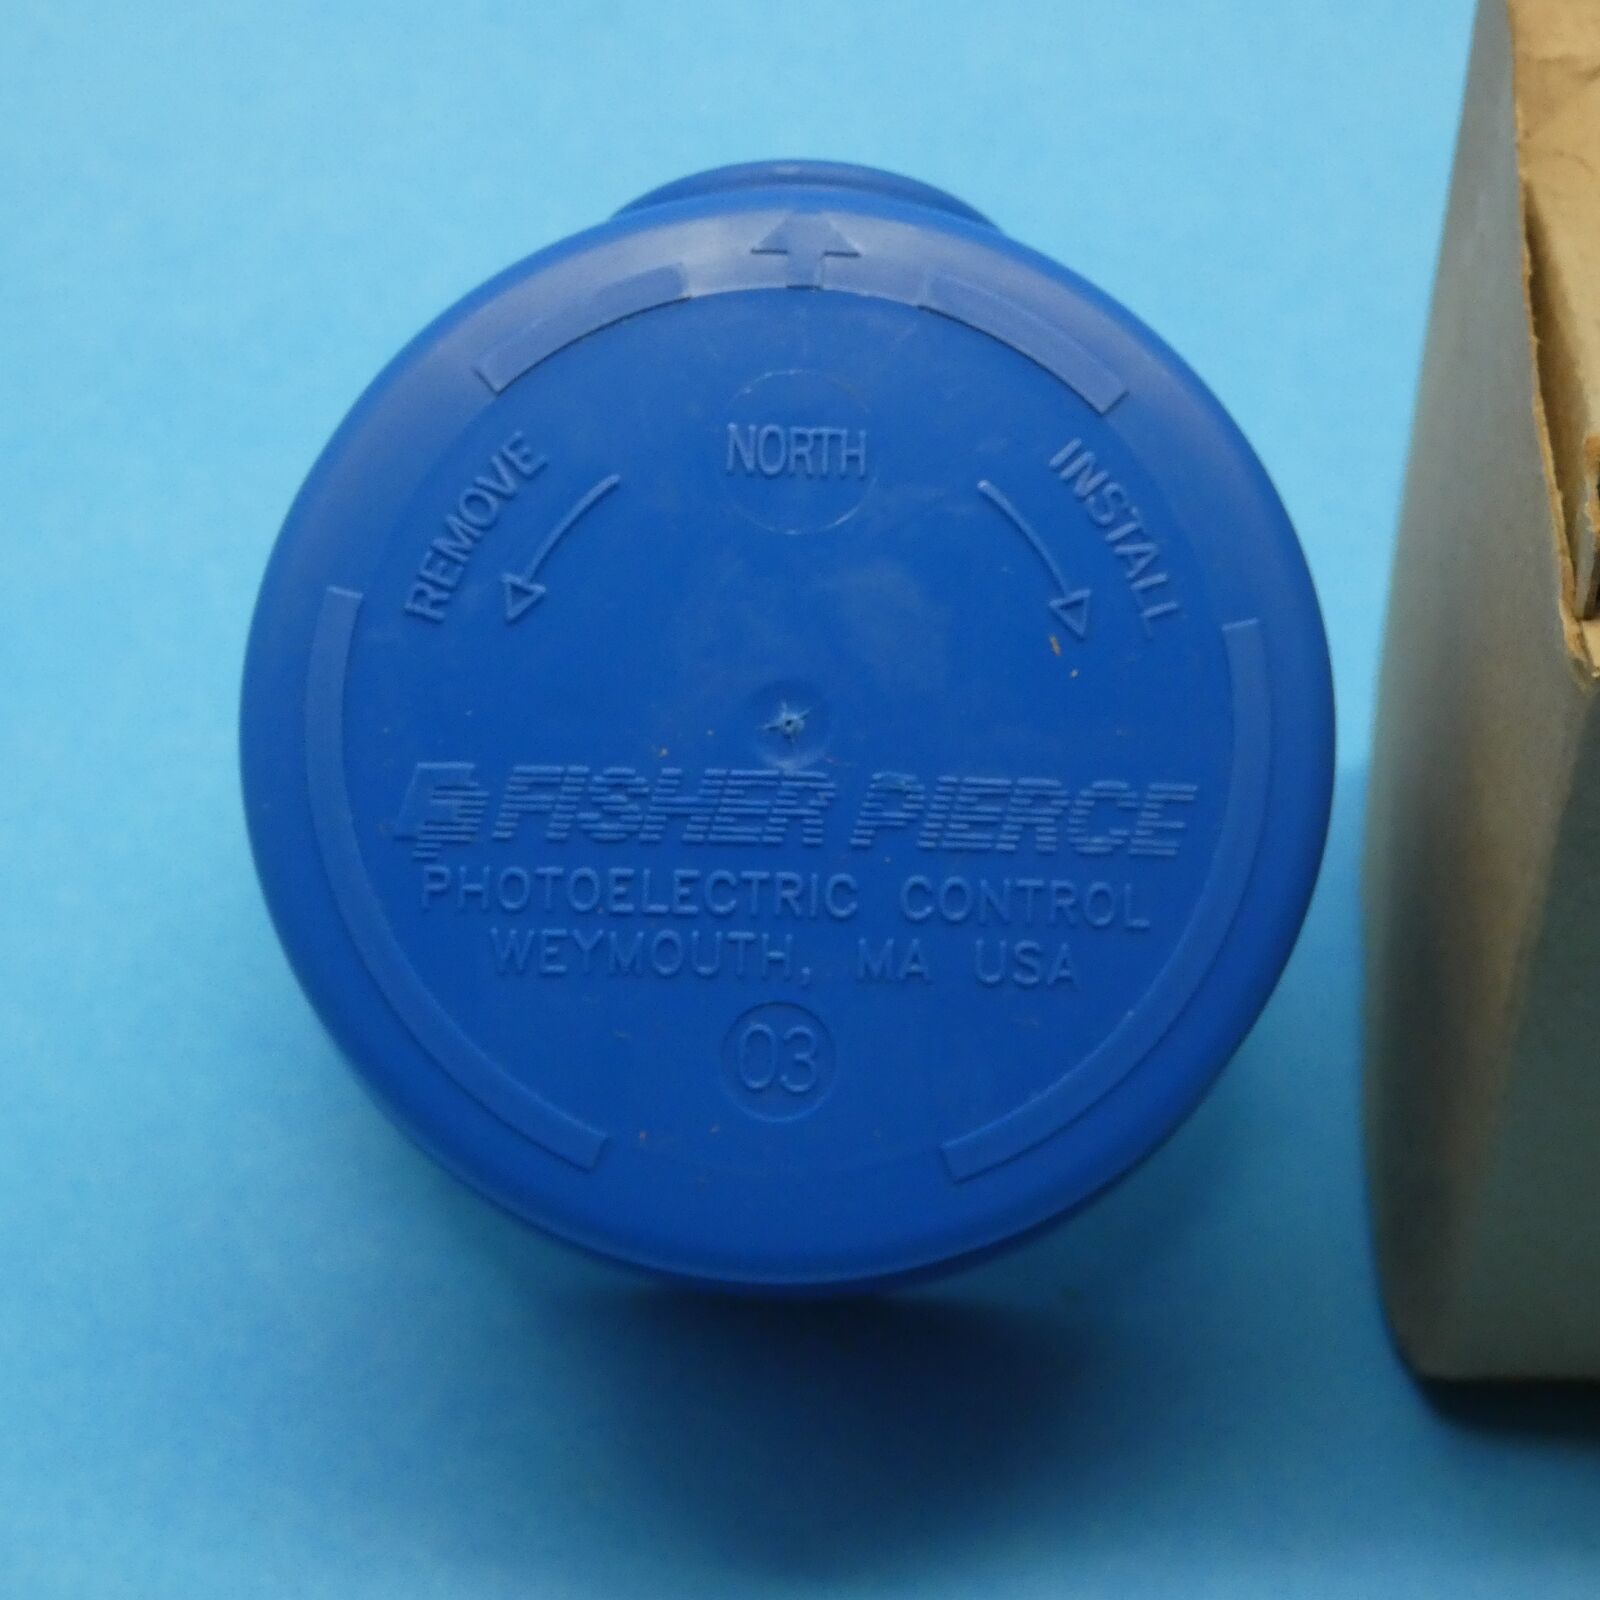 NORTH
REMOVE
INSTALL
FISHER PIERCE
PHOTOELECTRIC CONTROL
WEYMOUTH, MA USA
03